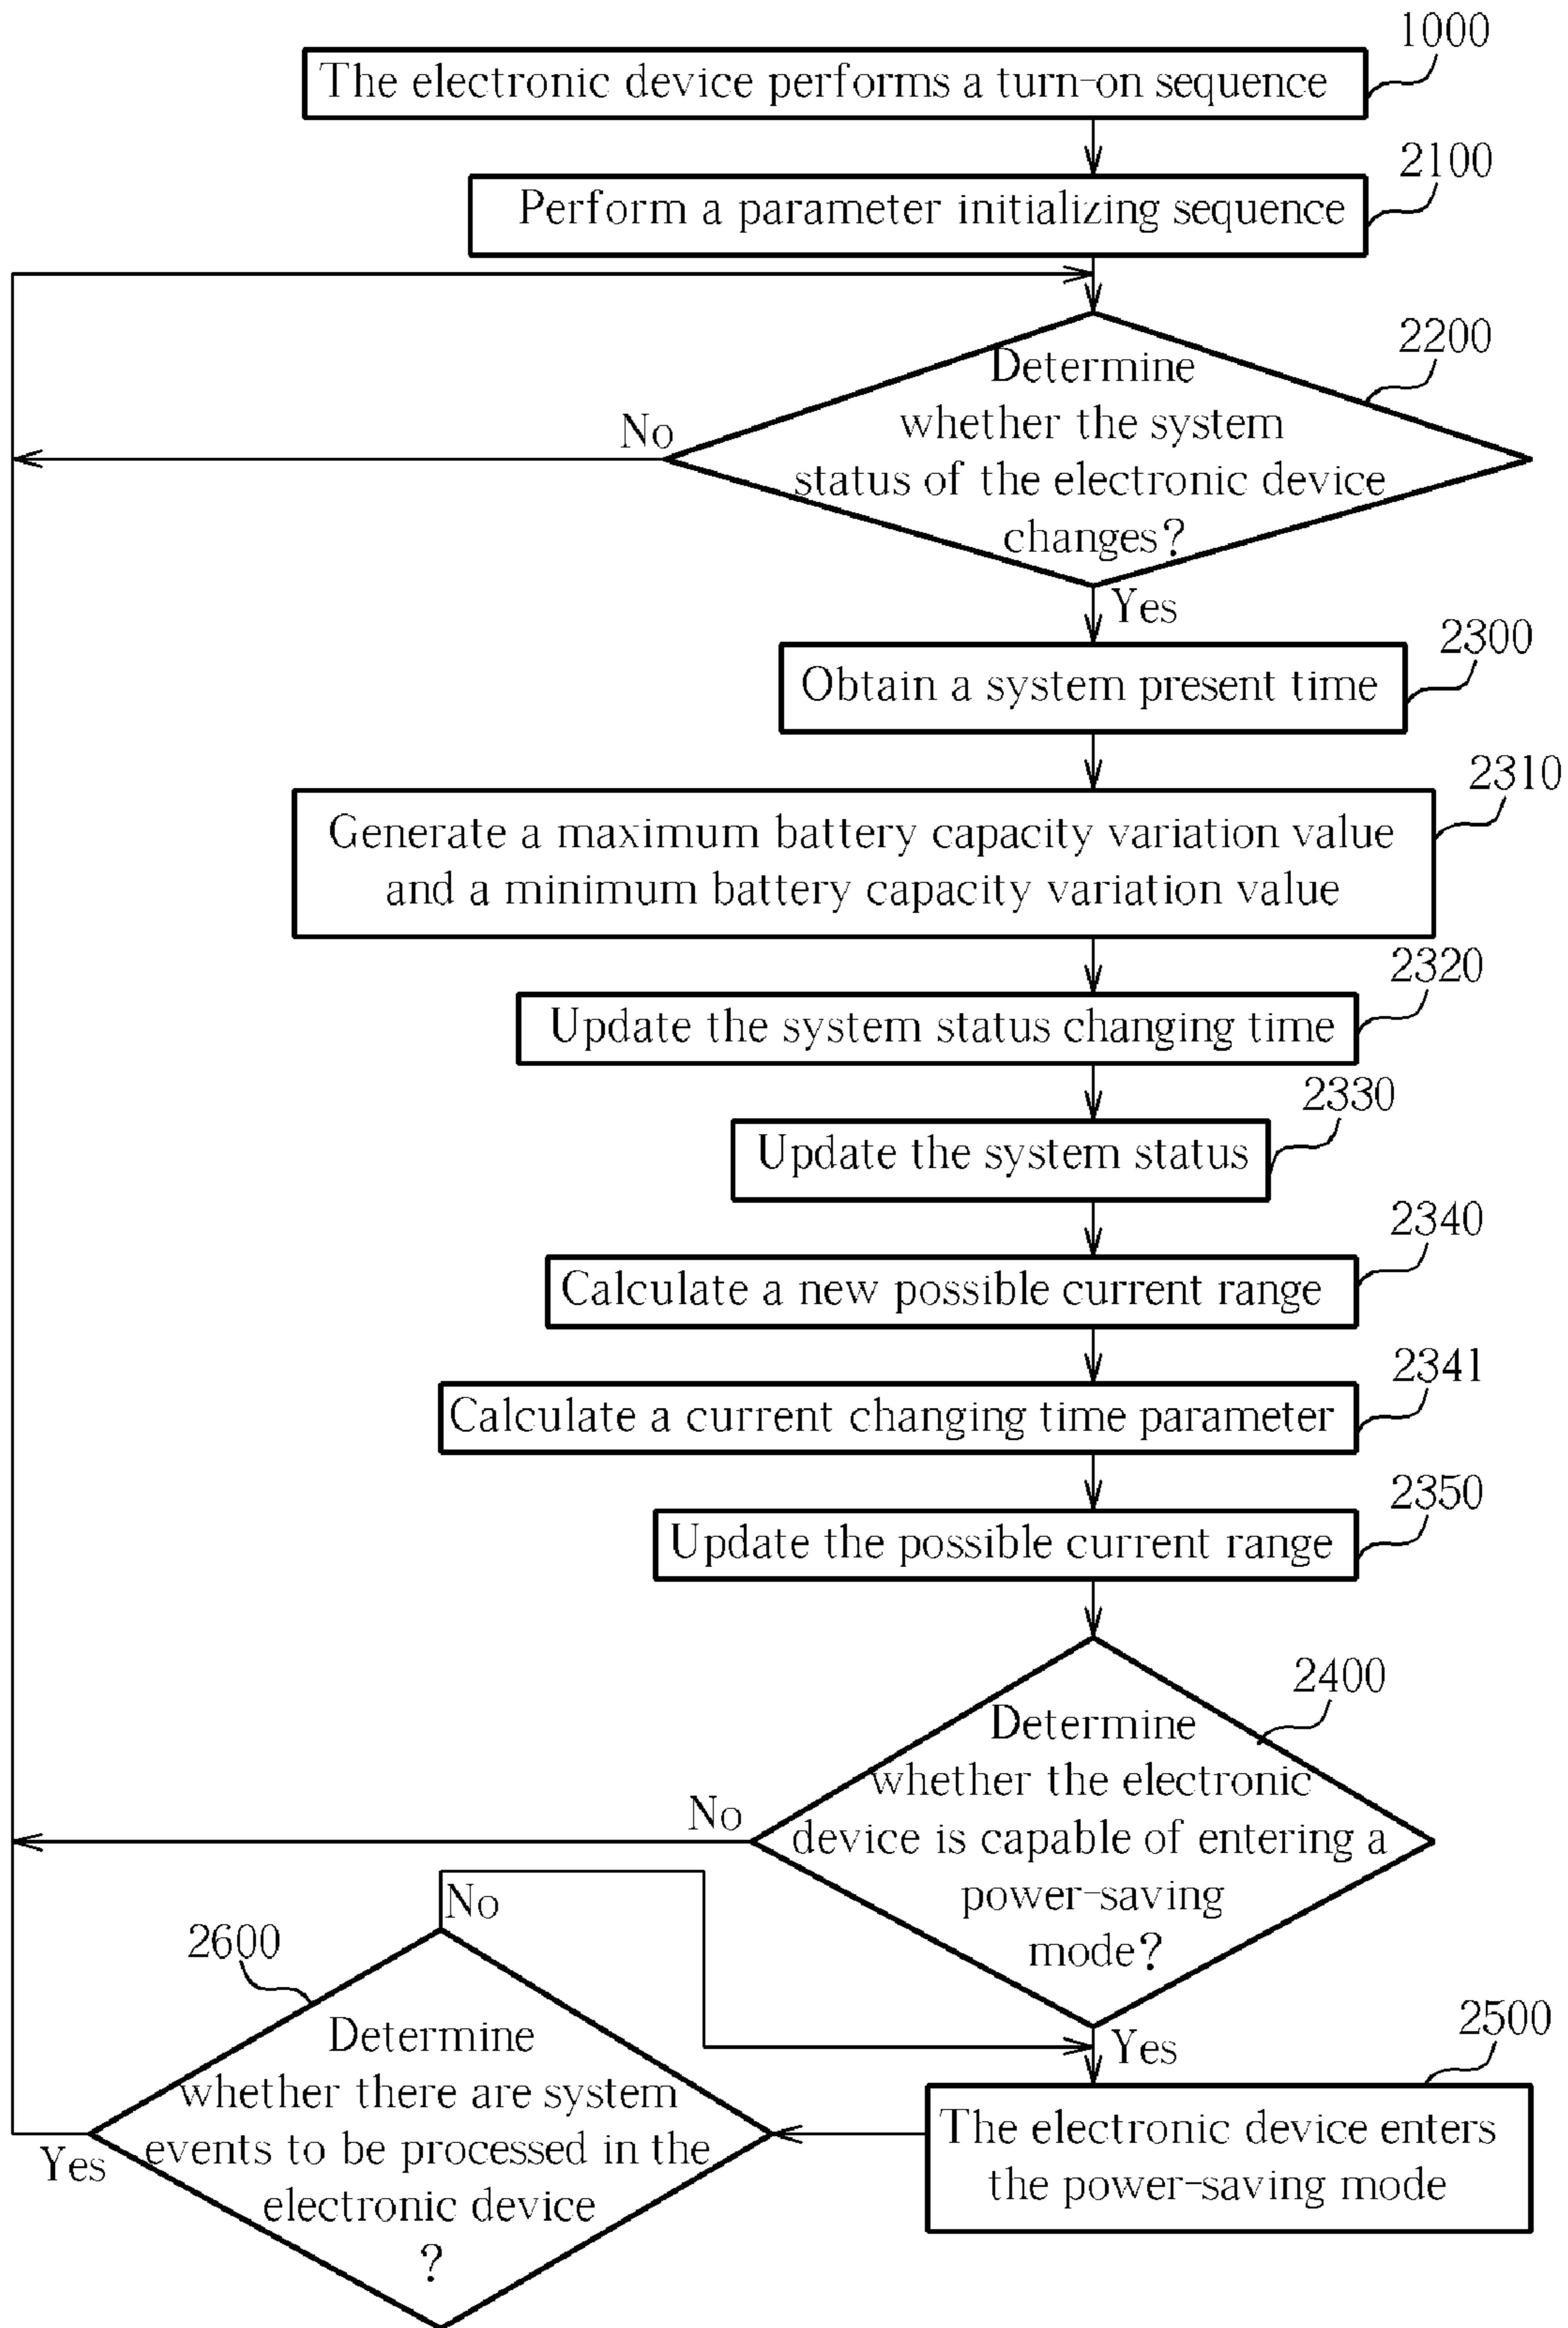 1000
The electronic device performs a turn-on sequence
2100
Perform a parameter initializing sequence
2200
Determine
whether the system
status of the electronic device
changes?
No
Yes
2300
Obtain a system present time
2310
Generate a maximum battery capacity variation value
and a minimum battery capacity variation value
2320
Update the system status changing time
2330
Update the system status
2340
Calculate a new possible current range
2341
Calculate a current changing time parameter
2350
Update the possible current range
2400
Determine
whether the electronic
device is capable of entering a
power-saving
mode?
No
Yes
2500
The electronic device enters
the power-saving mode
2600
No
Determine
whether there are system
events to be processed in the
electronic device
?
Yes